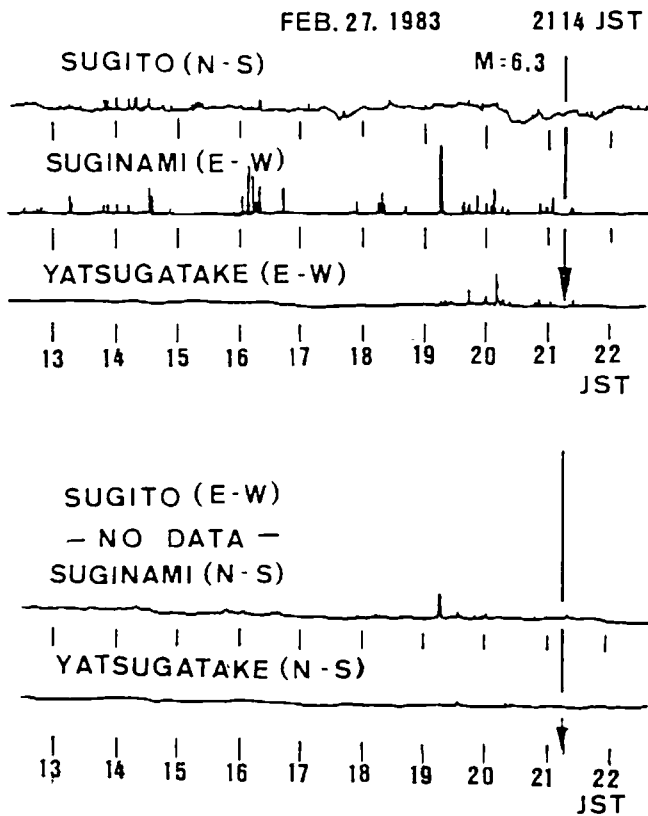 FEB. 27. 1983 2114 JST
SUGITO (N-S) M=6.3
SUGINAMI (E-W)
YATSUGATAKE (E-W)
13 14 15 16 17 18 19 20 21 22
JST
SUGITO (E-W)
- NO DATA -
SUGINAMI (N-S)
YATSUGATAKE (N-S)
13 14 15 16 17 18 19 20 21 22
JST